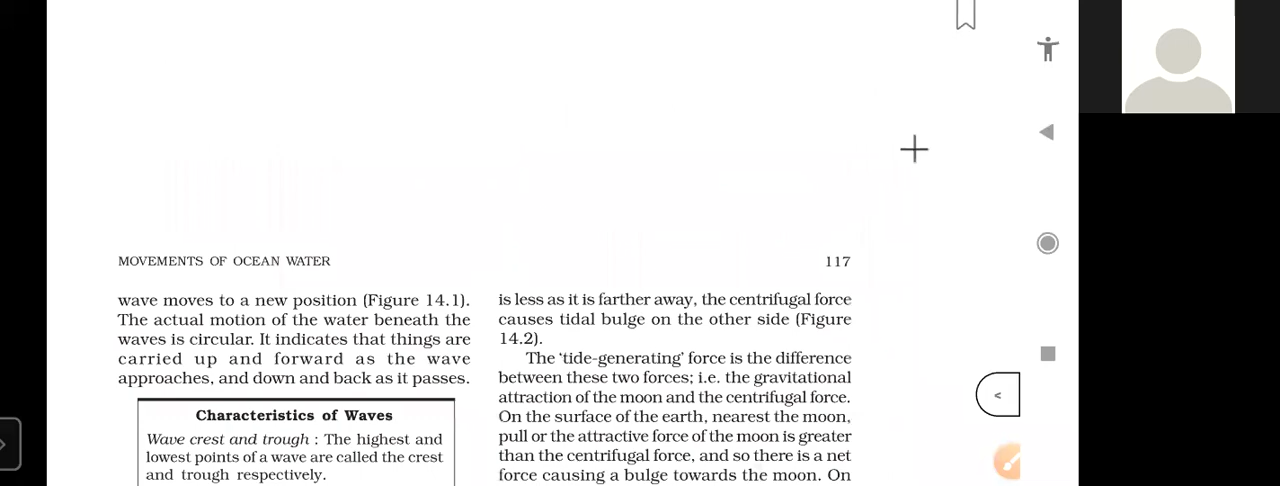 MOVEMENTS OF OCEAN WATER 117
wave moves to a new position (Figure 14.1).
The actual motion of the water beneath the
waves is circular. It indicates that things are
carried up and forward as the wave
approaches, and down and back as it passes.
Characteristics of Waves
Wave crest and trough : The highest and
lowest points of a wave are called the crest
and trough respectively.
is less as it is farther away, the centrifugal force
causes tidal bulge on the other side (Figure
14.2).
The ‘tide-generating’ force is the difference
between these two forces; i.e. the gravitational
attraction of the moon and the centrifugal force.
On the surface of the earth, nearest the moon,
pull or the attractive force of the moon is greater
than the centrifugal force, and so there is a net
force causing a bulge towards the moon. On